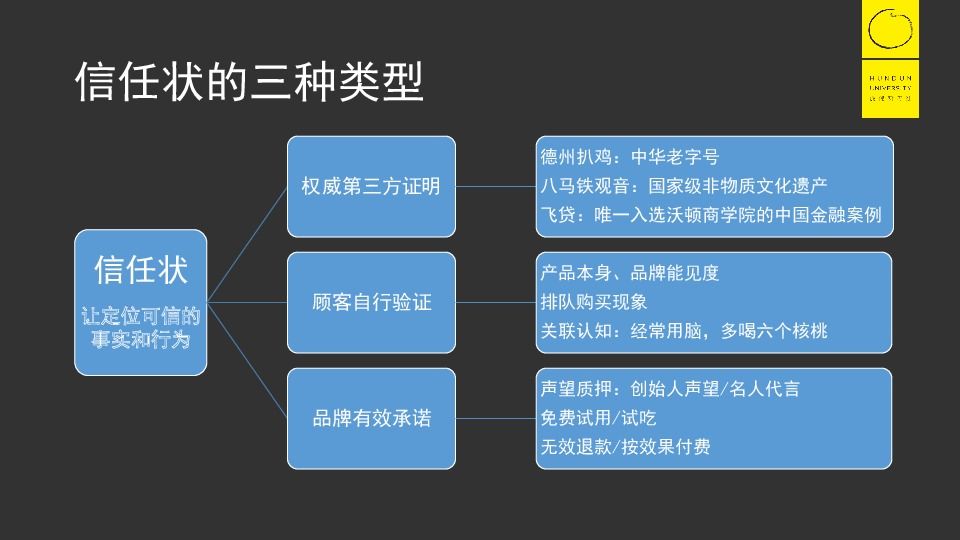 信任状的三种类型
HUNDUN
UNIVERSITY
信任状
让定位可信的
事实和行为
权威第三方证明
德州扒鸡：中华老字号
八马铁观音：国家级非物质文化遗产
飞贷：唯一入选沃顿商学院的中国金融案例
顾客自行验证
产品本身、品牌能见度
排队购买现象
关联认知：经常用脑，多喝六个核桃
品牌有效承诺
声望质押：创始人声望/名人代言
免费试用/试吃
无效退款/按效果付费